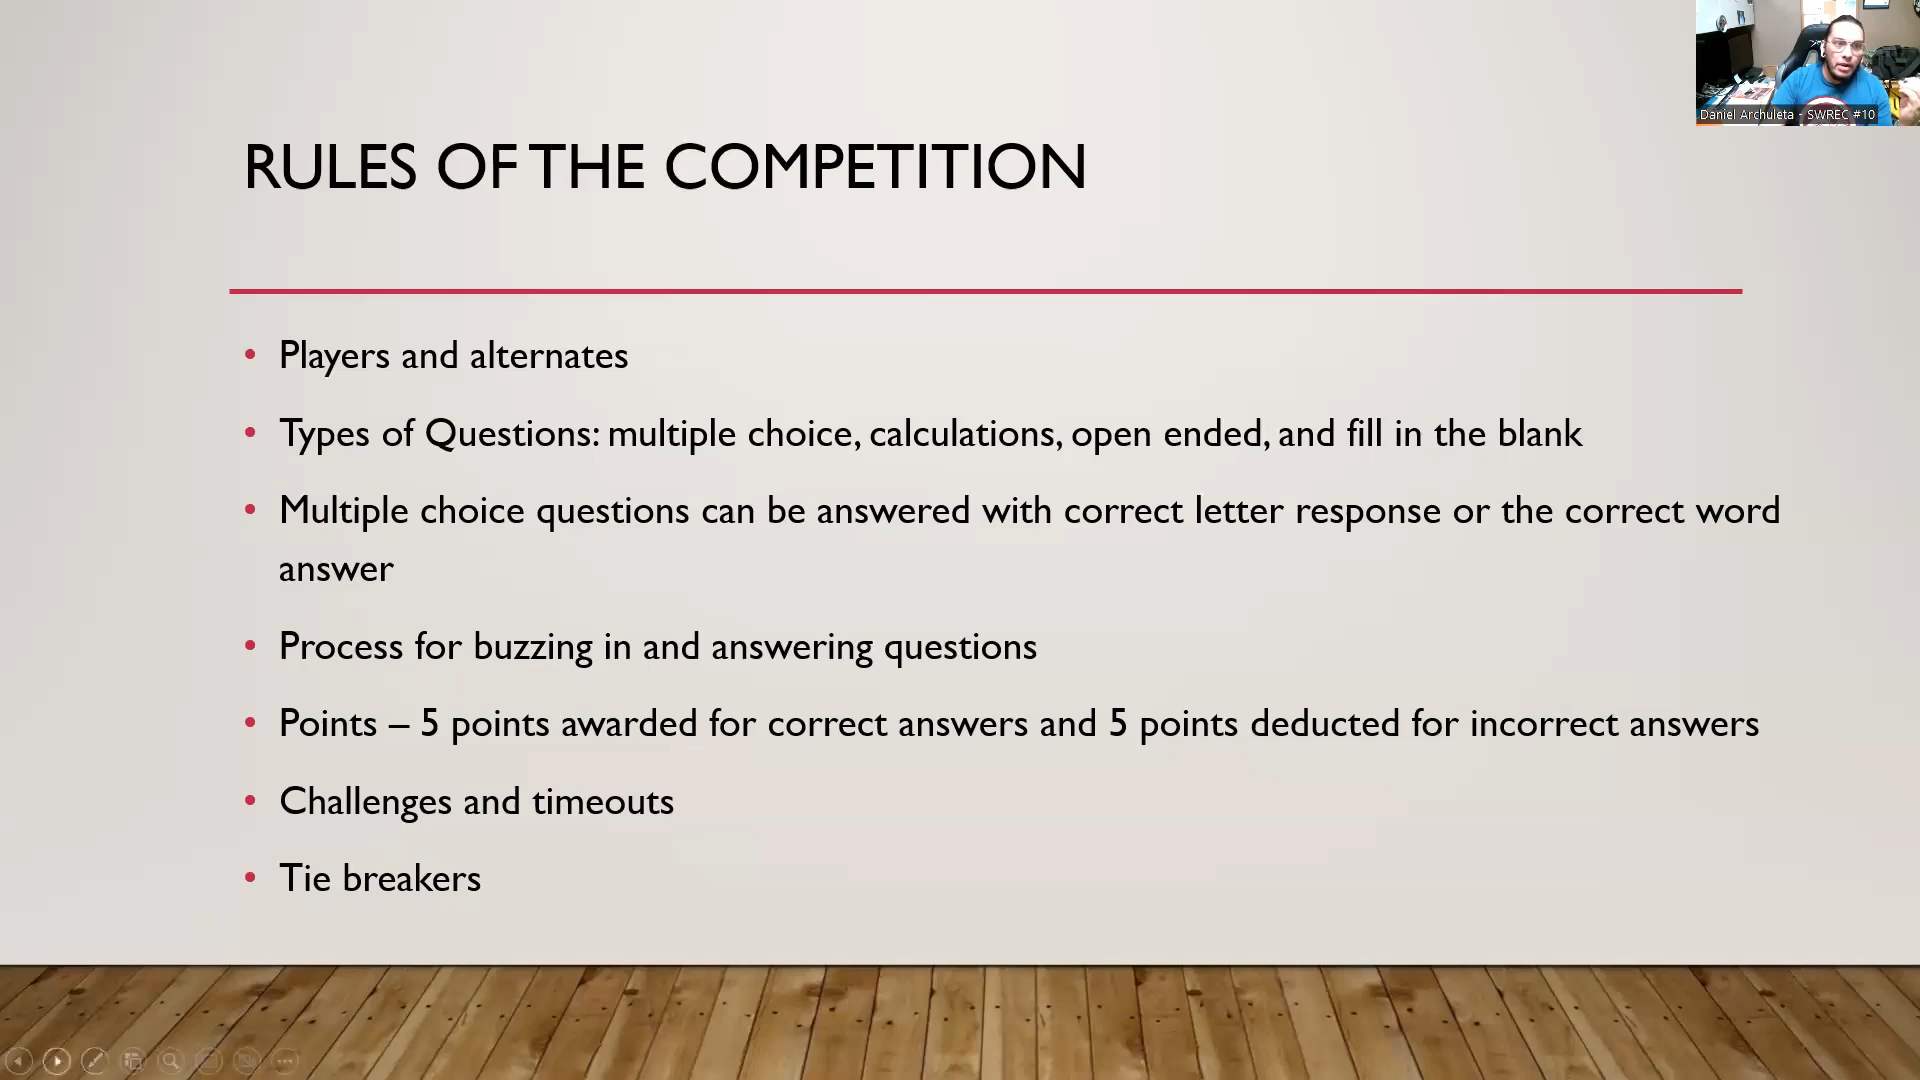 Daniel Archuleta - SWREC #10
RULES OF THE COMPETITION
• Players and alternates
• Types of Questions: multiple choice, calculations, open ended, and fill in the blank
• Multiple choice questions can be answered with correct letter response or the correct word
answer
• Process for buzzing in and answering questions
• Points – 5 points awarded for correct answers and 5 points deducted for incorrect answers
• Challenges and timeouts
• Tie breakers